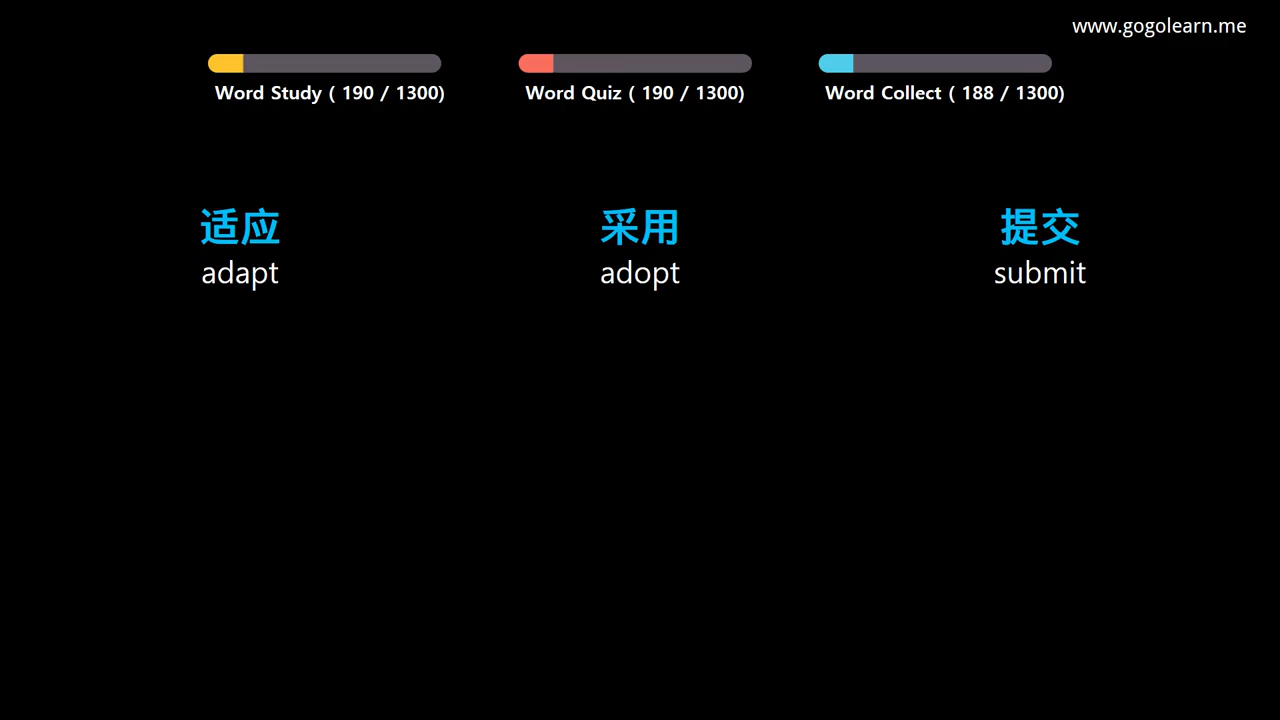 www.gogolearn.me
Word Study ( 190 / 1300)
Word Quiz ( 190 / 1300)
Word Collect ( 188 / 1300)
适应
adapt
采用
adopt
提交
submit